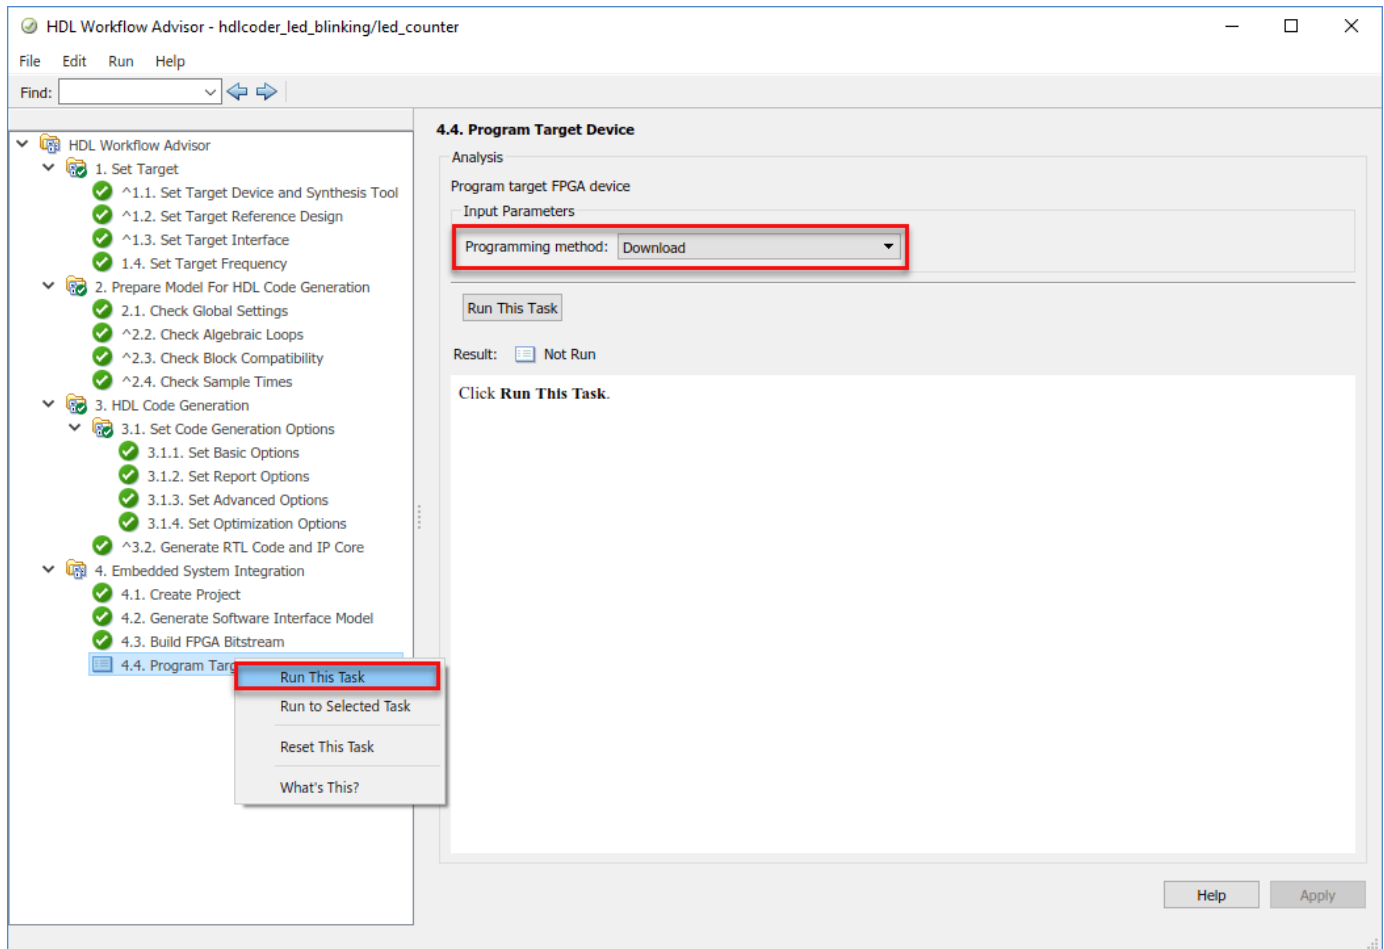 HDL Workflow Advisor - hdlcoder_led_blinking/led_counter
File Edit Run Help
Find:
HDL Workflow Advisor
1. Set Target
^1.1. Set Target Device and Synthesis Tool
^1.2. Set Target Reference Design
^1.3. Set Target Interface
1.4. Set Target Frequency
2. Prepare Model For HDL Code Generation
2.1. Check Global Settings
^2.2. Check Algebraic Loops
^2.3. Check Block Compatibility
^2.4. Check Sample Times
3. HDL Code Generation
3.1. Set Code Generation Options
3.1.1. Set Basic Options
3.1.2. Set Report Options
3.1.3. Set Advanced Options
3.1.4. Set Optimization Options
^3.2. Generate RTL Code and IP Core
4. Embedded System Integration
4.1. Create Project
4.2. Generate Software Interface Model
4.3. Build FPGA Bitstream
4.4. Program
Run This Task
Run to Selected Task
Reset This Task
What's This?
4.4. Program Target Device
Analysis
Program target FPGA device
Input Parameters
Programming method: Download
Run This Task
Result: Not Run
Click Run This Task.
Help Apply